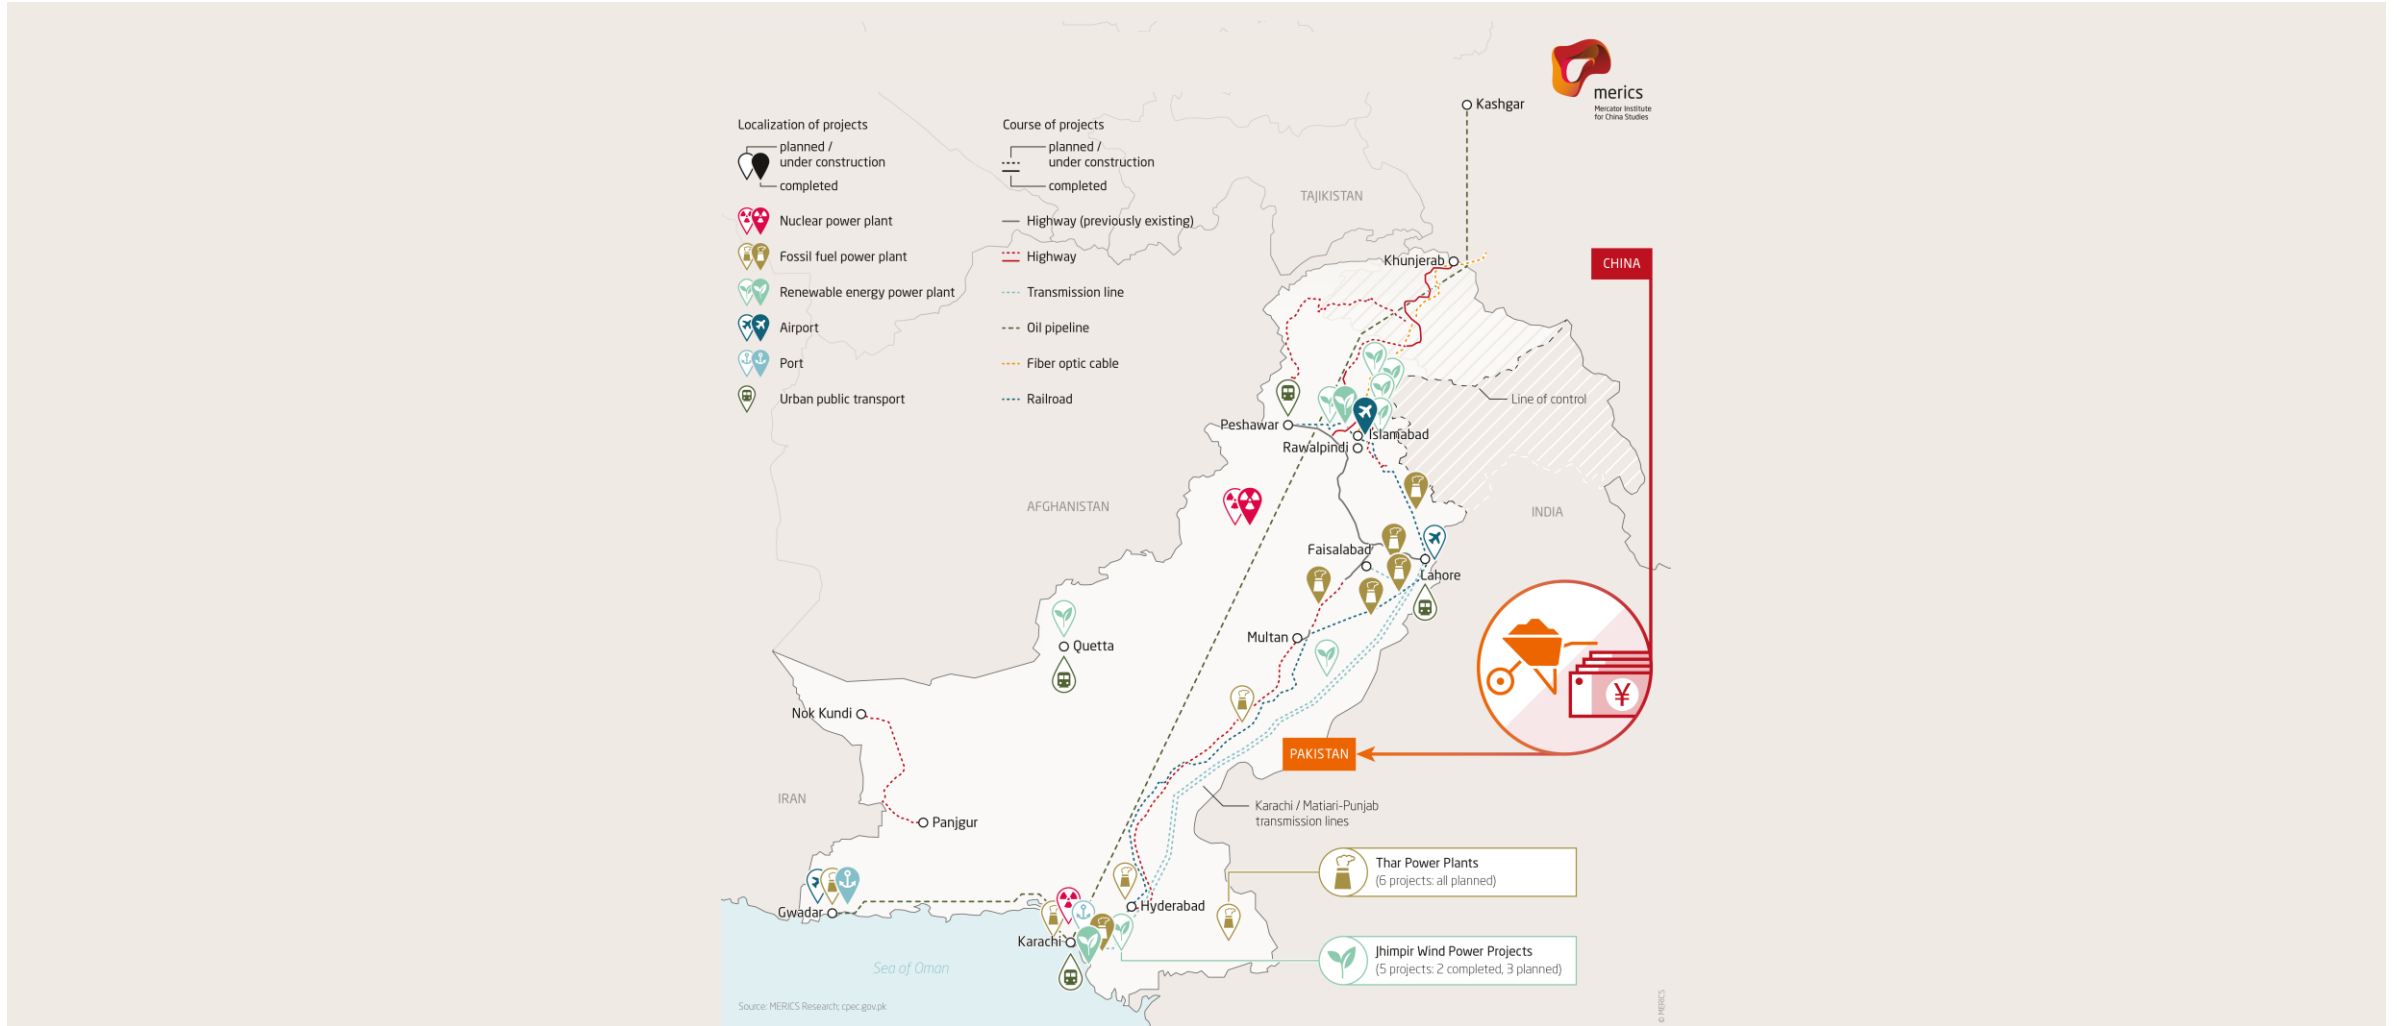 merics
Mercator Institute
for China Studies
Localization of projects
planned /
under construction
completed
Nuclear power plant
Fossil fuel power plant
Renewable energy power plant
Airport
Port
Urban public transport
Course of projects
planned /
under construction
completed
Highway (previously existing)
Highway
Transmission line
Oil pipeline
Fiber optic cable
Railroad
Kashgar
TAJIKISTAN
Khunjerab
CHINA
Line of control
Peshawar
Islamabad
Rawalpindi
AFGHANISTAN
INDIA
Faisalabad
Lahore
Multan
Quetta
¥
Nok Kundi
PAKISTAN
IRAN
Karachi / Matiari-Punjab
transmission lines
Panjgur
Thar Power Plants
(6 projects: all planned)
Gwadar
Hyderabad
Karachi
Jhimpir Wind Power Projects
(5 projects: 2 completed, 3 planned)
Sea of Oman
Source: MERICS Research; cpec.gov.pk
© MERICS